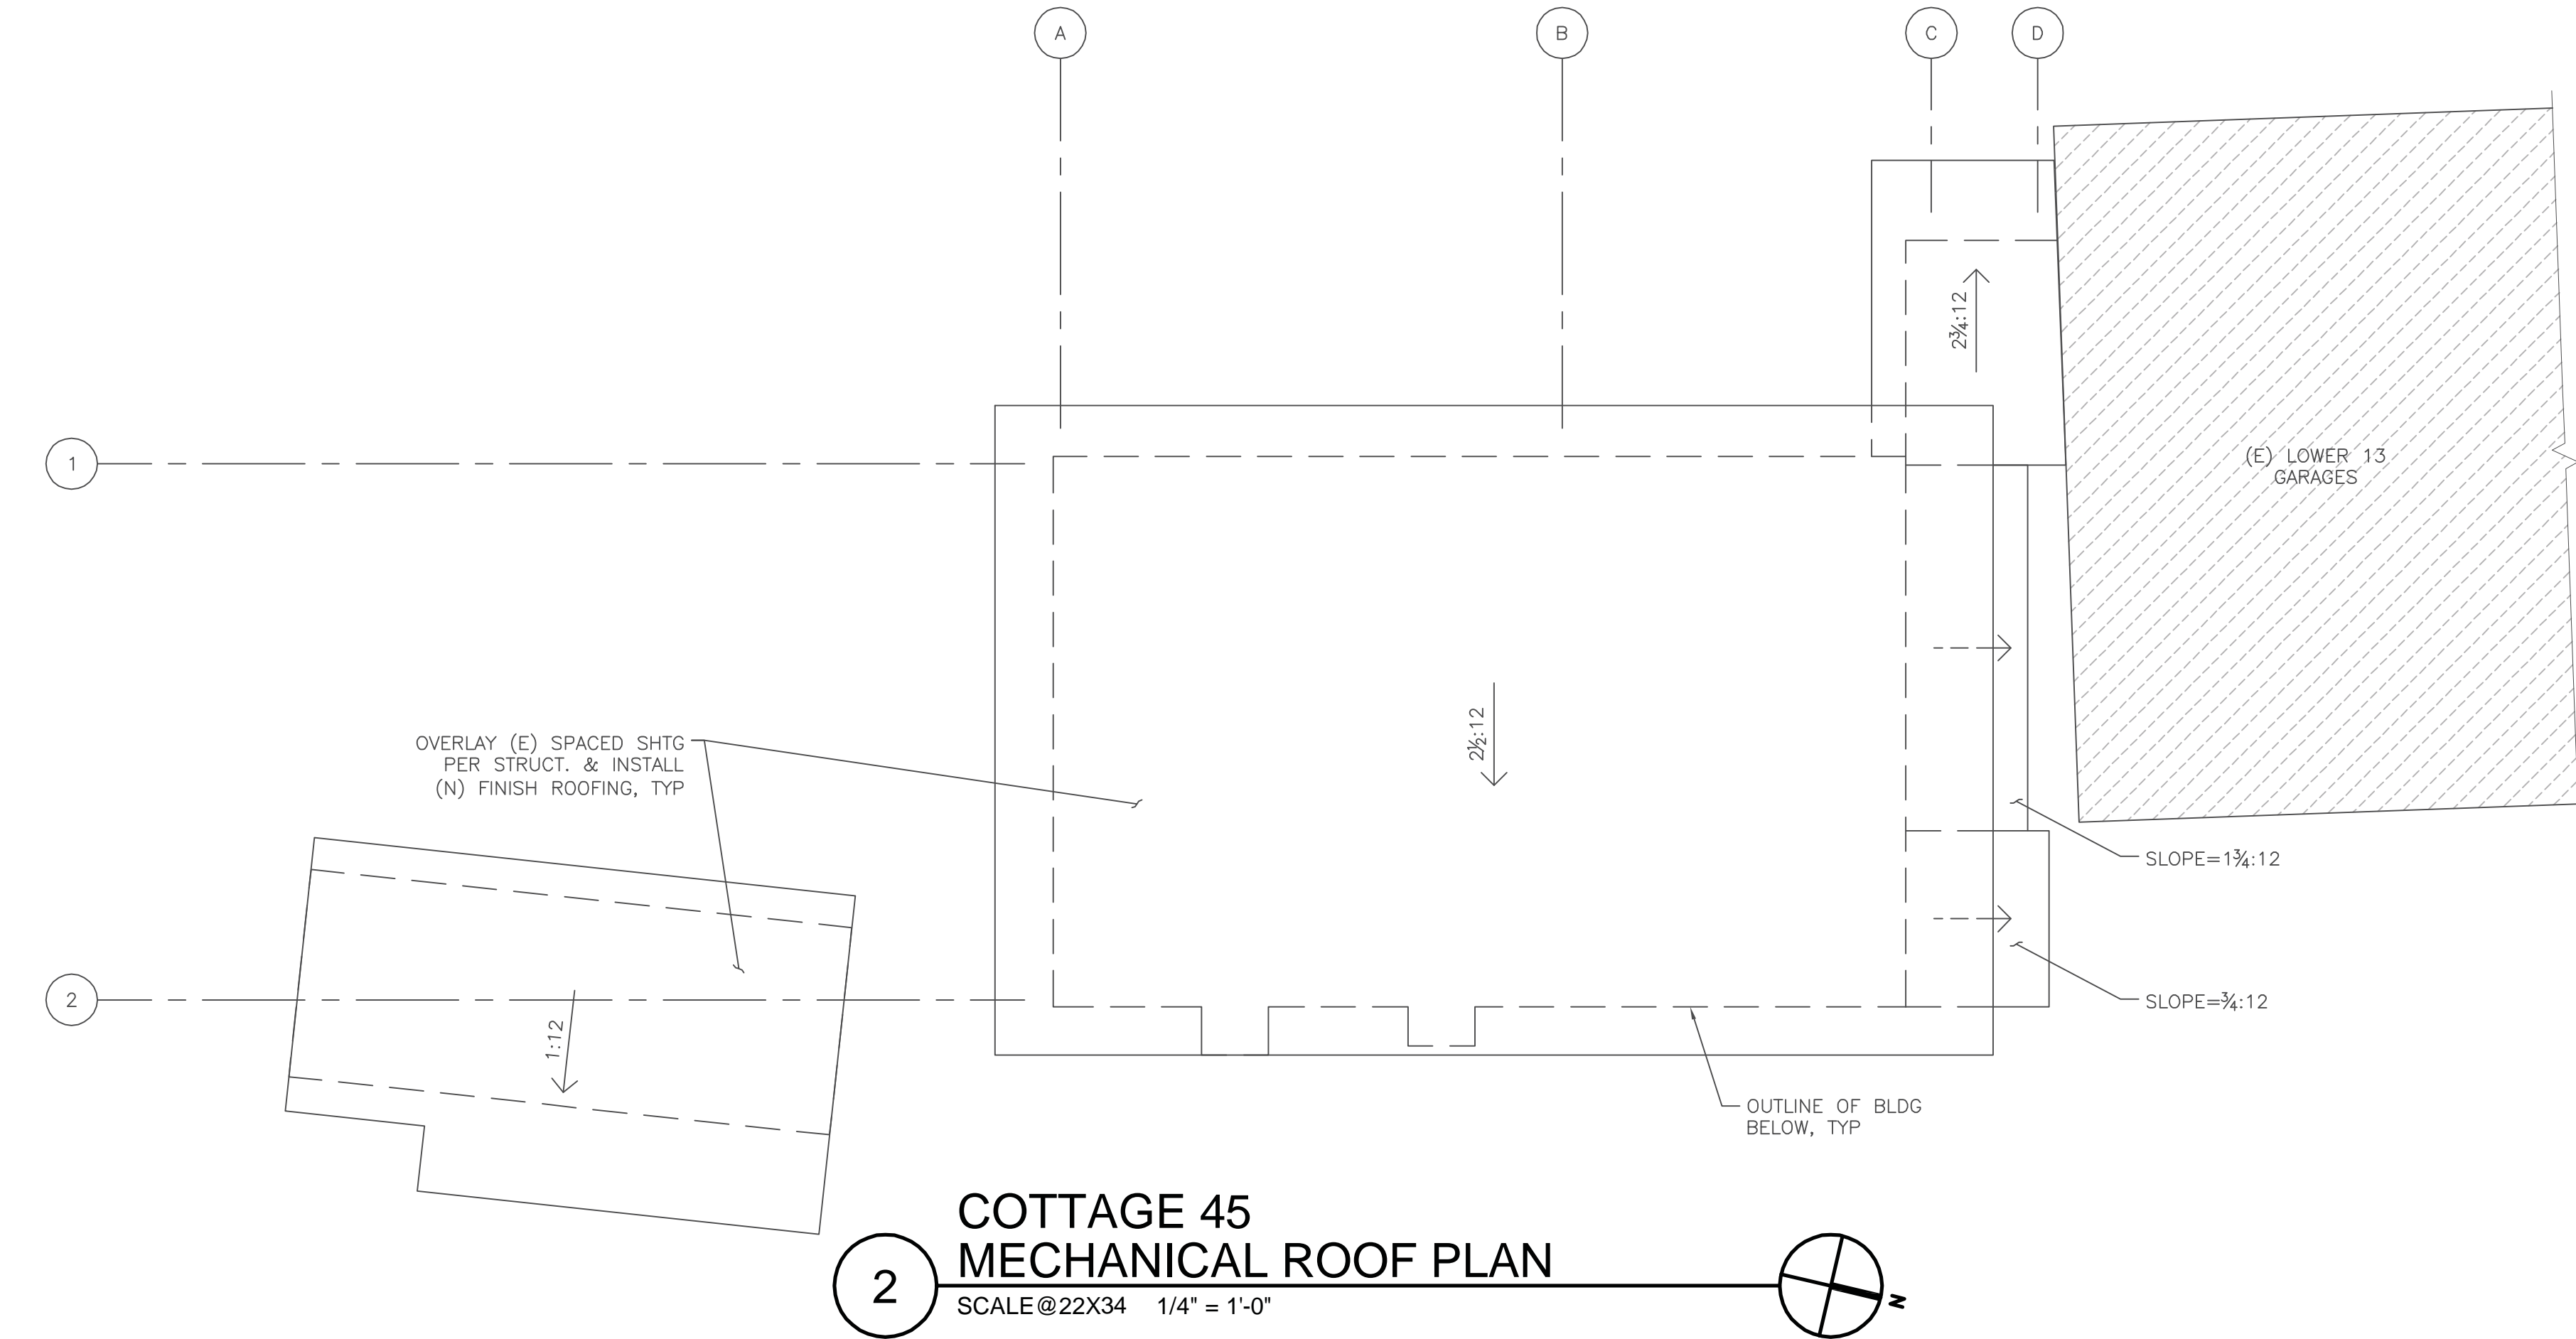 A
B
C
D
1
2
2¾:12
(E) LOWER 13
GARAGES
2½:12
OVERLAY (E) SPACED SHTG
PER STRUCT. & INSTALL
(N) FINISH ROOFING, TYP
SLOPE=1¾:12
SLOPE=¾:12
1:12
OUTLINE OF BLDG
BELOW, TYP
COTTAGE 45
MECHANICAL ROOF PLAN
2
SCALE@22X34 1/4" = 1'-0"
N